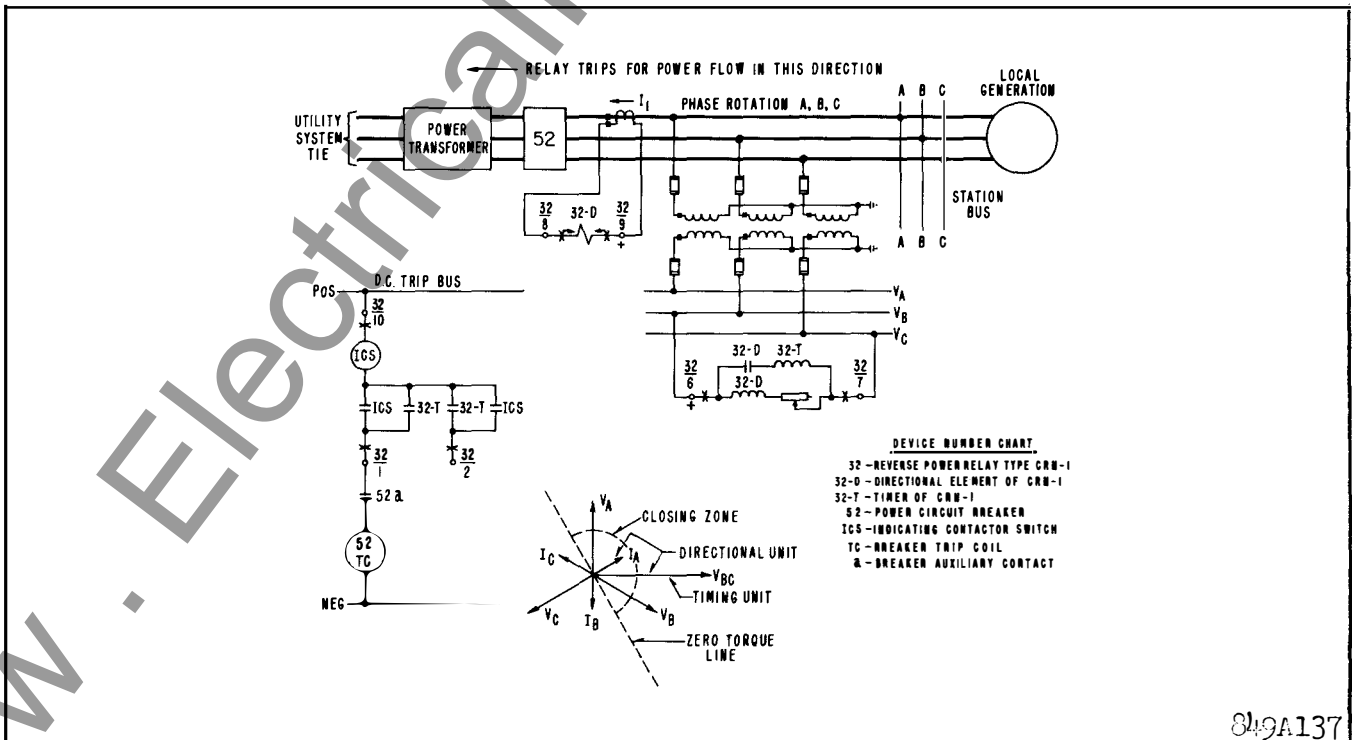 RELAY TRIPS FOR POWER FLOW IN THIS DIRECTION
LOCAL
GENERATION
A B C
I1
PHASE ROTATION A, B, C
UTILITY
SYSTEM
TIE
POWER
TRANSFORMER
52
STATION
BUS
32
8
32-D
32
9
+
A B C
D.C. TRIP BUS
POS
32
10
ICS
ICS
32-T
32-T
ICS
32
1
32
2
52 a
52
TC
NEG
VA
VB
VC
32-D
32-T
32
6
+
32-D
32
7
VA
CLOSING ZONE
IC
IA
DIRECTIONAL UNIT
VBC
TIMING UNIT
VC
IB
VB
ZERO TORQUE
LINE
DEVICE NUMBER CHART
32 - REVERSE POWER RELAY TYPE CRN-1
32-D - DIRECTIONAL ELEMENT OF CRN-1
32-T - TIMER OF CRN-1
52 - POWER CIRCUIT BREAKER
ICS - INDICATING CONTACTOR SWITCH
TC - BREAKER TRIP COIL
a - BREAKER AUXILIARY CONTACT
849A137
w . Electrical